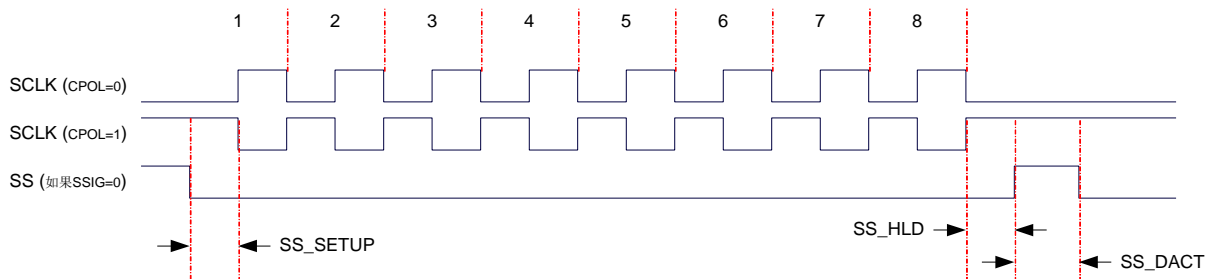 1 2 3 4 5 6 7 8
SCLK (CPOL=0)
SCLK (CPOL=1)
SS (如果SSIG=0)
SS_SETUP
SS_HLD
SS_DACT